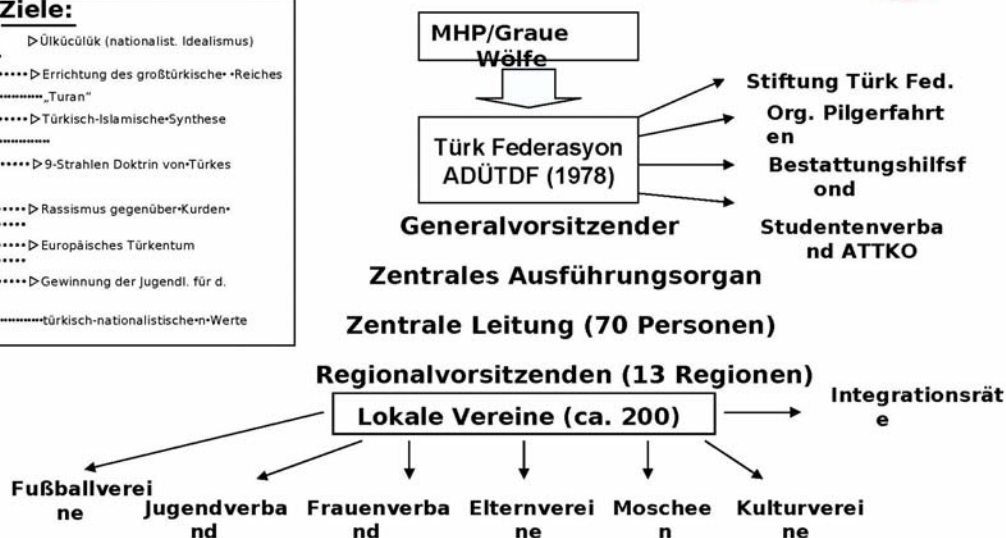 Ziele:
Ülkücülük (nationalist. Idealismus)
Errichtung des großtürkische• •Reiches
„Turan“
Türkisch-Islamische•Synthese
9-Strahlen Doktrin von•Türkes
Rassismus gegenüber•Kurden•
Europäisches Türkentum
Gewinnung der Jugendl. für d.
türkisch-nationalistische•n•Werte
MHP/Graue
Wölfe
Türk Federasyon
ADÜTDF (1978)
Stiftung Türk Fed.
Org. Pilgerfahrt
en
Bestattungshilfsf
ond
Studentenverba
nd ATTKO
Generalvorsitzender
Zentrales Ausführungsorgan
Zentrale Leitung (70 Personen)
Regionalvorsitzenden (13 Regionen)
Lokale Vereine (ca. 200)
Integrationsrät
e
Fußballverei
ne
Jugendverba
nd
Frauenverba
nd
Elternverei
ne
Moschee
n
Kulturverei
ne